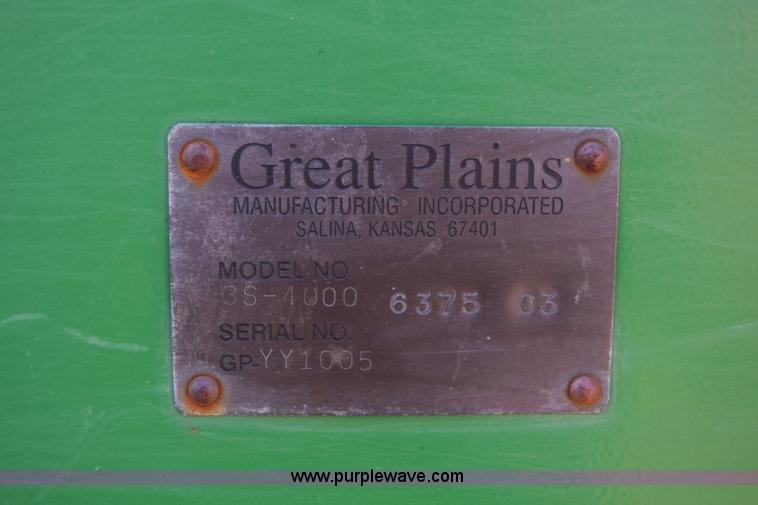 Great Plains
MANUFACTURING INCORPORATED
SALINA, KANSAS 67401
MODEL NO.
3S-4000 6375 03
SERIAL NO.
GP-YY1005
www.purplewave.com